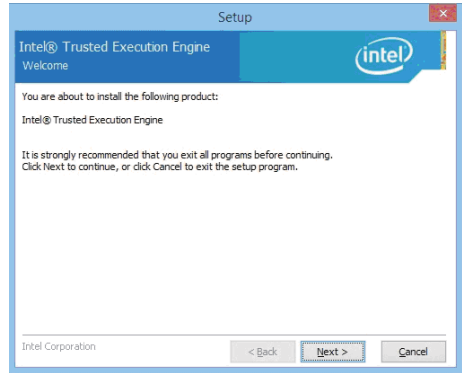 Setup
Intel® Trusted Execution Engine
Welcome
intel®
You are about to install the following product:
Intel® Trusted Execution Engine
It is strongly recommended that you exit all programs before continuing.
Click Next to continue, or click Cancel to exit the setup program.
Intel Corporation
< Back
Next >
Cancel